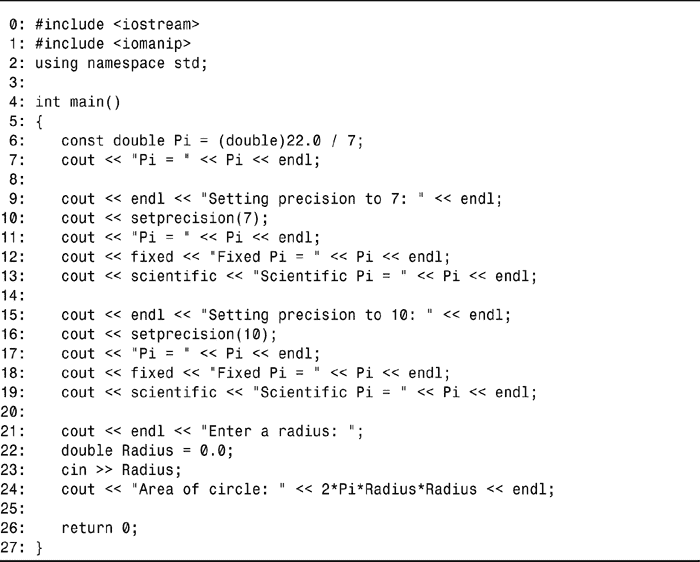 0: #include <iostream>
1: #include <iomanip>
2: using namespace std;
3:
4: int main()
5: {
6:    const double Pi = (double)22.0 / 7;
7:    cout << "Pi = " << Pi << endl;
8:
9:    cout << endl << "Setting precision to 7: " << endl;
10:    cout << setprecision(7);
11:    cout << "Pi = " << Pi << endl;
12:    cout << fixed << "Fixed Pi = " << Pi << endl;
13:    cout << scientific << "Scientific Pi = " << Pi << endl;
14:
15:    cout << endl << "Setting precision to 10: " << endl;
16:    cout << setprecision(10);
17:    cout << "Pi = " << Pi << endl;
18:    cout << fixed << "Fixed Pi = " << Pi << endl;
19:    cout << scientific << "Scientific Pi = " << Pi << endl;
20:
21:    cout << endl << "Enter a radius: ";
22:    double Radius = 0.0;
23:    cin >> Radius;
24:    cout << "Area of circle: " << 2*Pi*Radius*Radius << endl;
25:
26:    return 0;
27: }